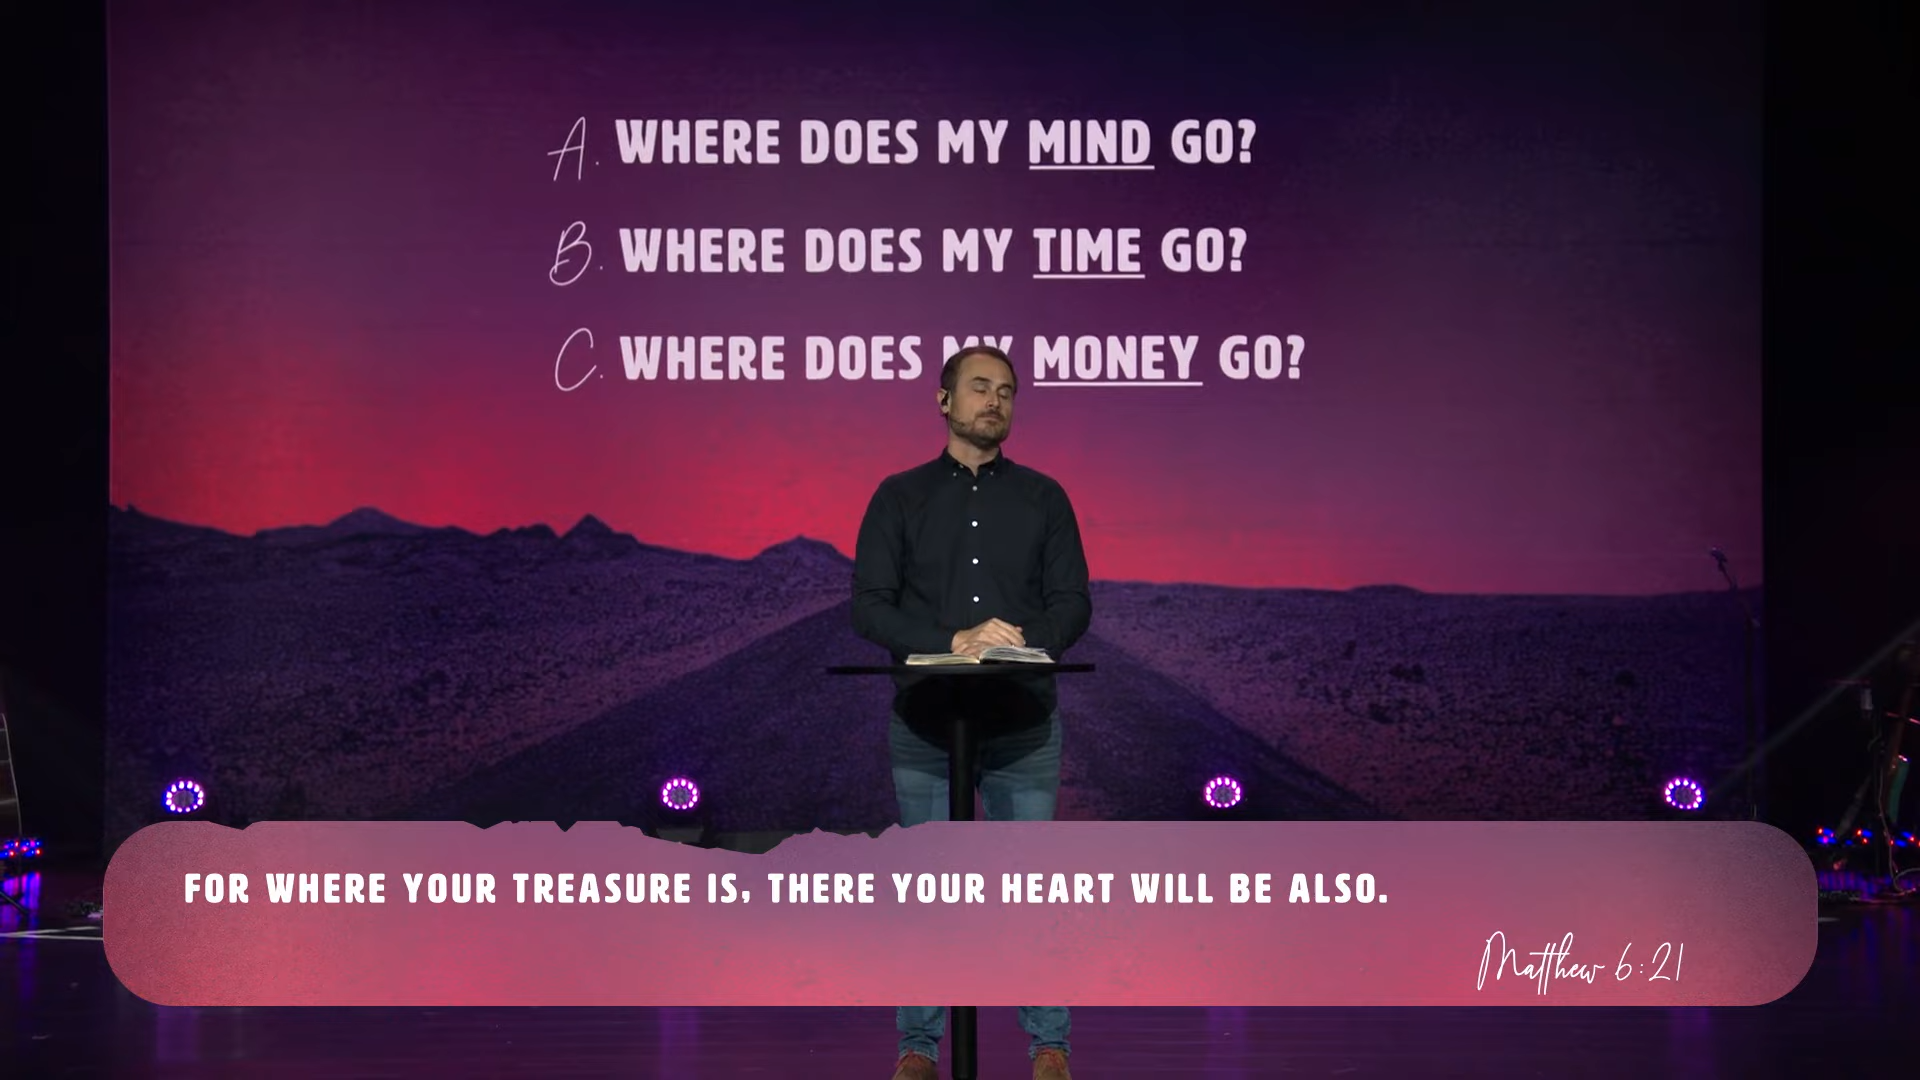 A. WHERE DOES MY MIND GO?
B. WHERE DOES MY TIME GO?
C. WHERE DOES MY MONEY GO?
FOR WHERE YOUR TREASURE IS, THERE YOUR HEART WILL BE ALSO.
Matthew 6:21